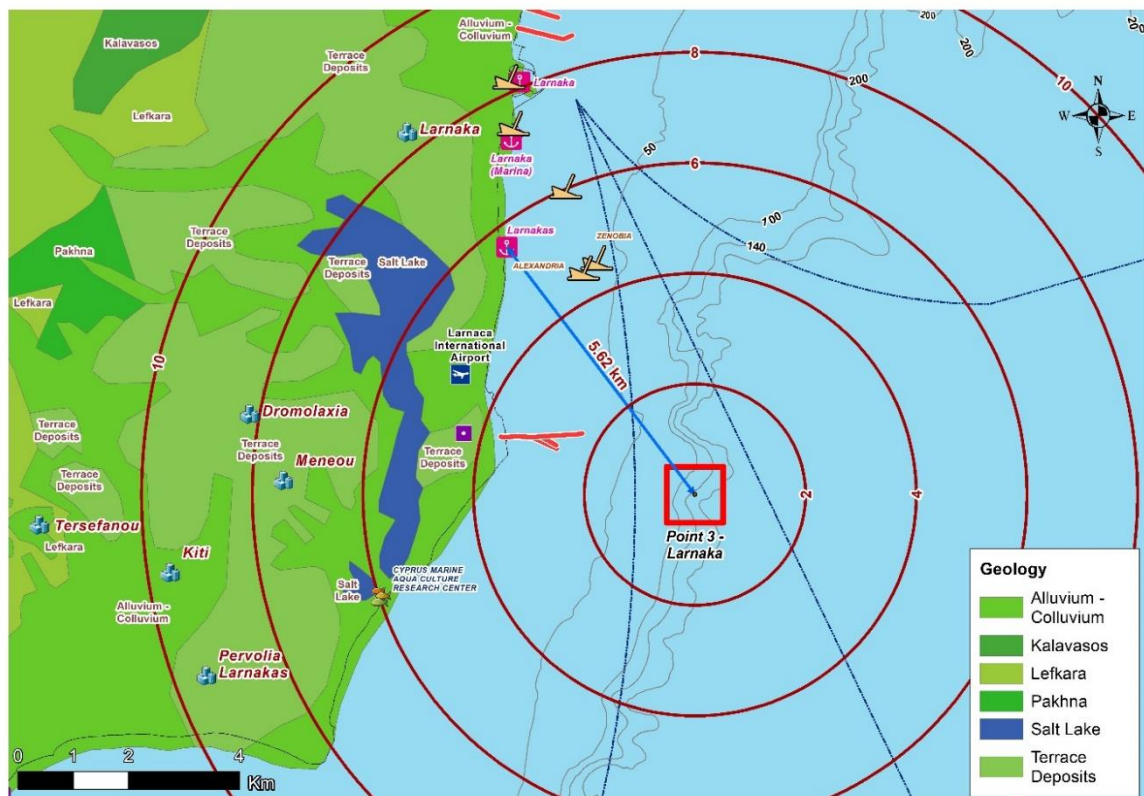 Alluvium -
Colluvium
200
200
200
200
Kalavasos
Terrace
Deposits
8
200
10
N
W
E
S
Larnaka
Lefkara
Larnaka
50
6
Larnaka
(Marina)
700
140
Terrace
Deposits
Larnakas
ZENOBIA
Pakhna
Salt Lake
Terrace
Deposits
ALEXANDRIA
Lefkara
Larnaca
International
Airport
5.62 km
10
Dromolaxia
Terrace
Deposits
Terrace
Deposits
Terrace
Deposits
Meneou
Terrace
Deposits
2
4
Tersefanou
Lefkara
Point 3 -
Larnaka
Kiti
CYPRUS MARINE
AQUA CULTURE
RESEARCH CENTER
Salt
Lake
Alluvium -
Colluvium
Pervolia
Larnakas
Geology
Alluvium -
Colluvium
Kalavasos
Lefkara
Pakhna
Salt Lake
Terrace
Deposits
0
2
4
Km